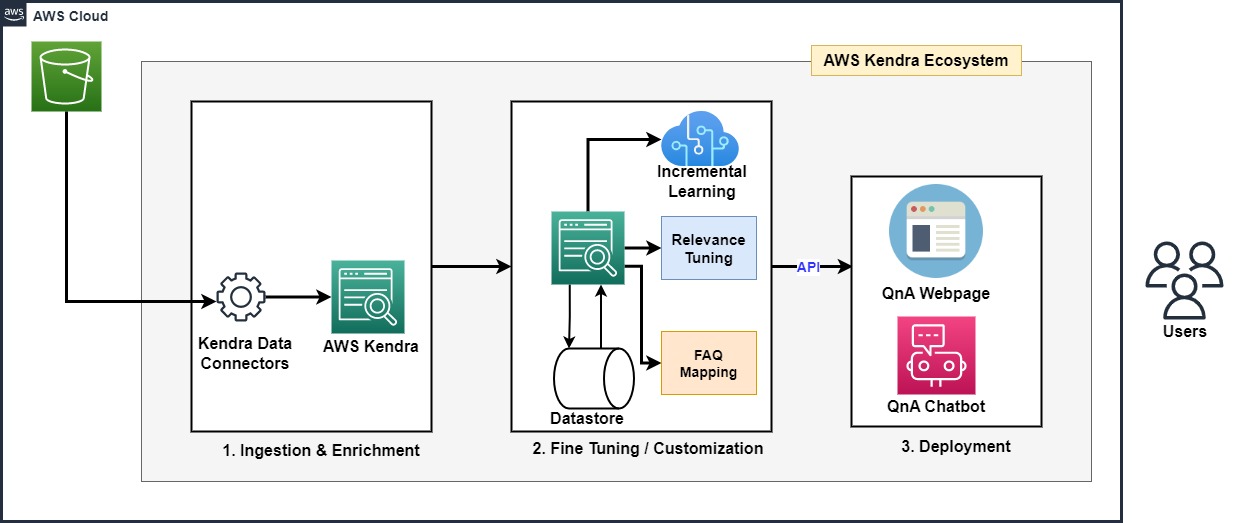 aws
AWS Cloud
AWS Kendra Ecosystem
Kendra Data
Connectors
AWS Kendra
1. Ingestion & Enrichment
Incremental
Learning
Relevance
Tuning
FAQ
Mapping
Datastore
2. Fine Tuning / Customization
API
QnA Webpage
QnA Chatbot
3. Deployment
Users